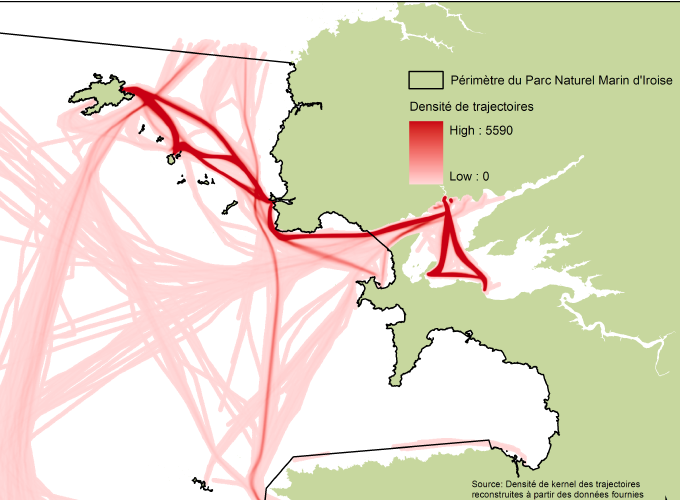 Périmètre du Parc Naturel Marin d'Iroise
Densité de trajectoires
High : 5590
Low : 0
Source: Densité de kernel des trajectoires
reconstruites à partir des données fournies